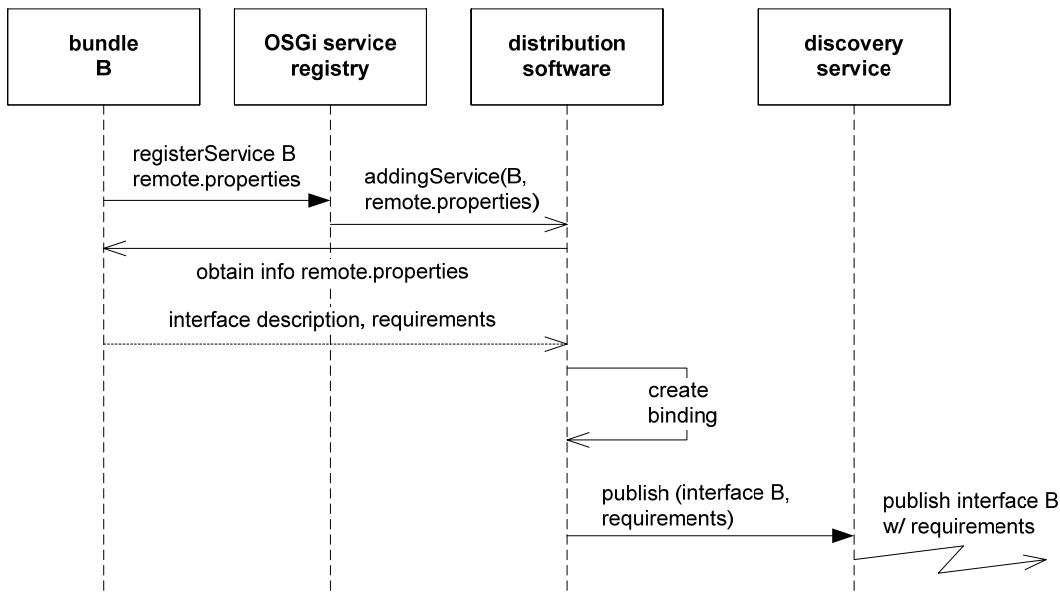 bundle
B
OSGi service
registry
distribution
software
discovery
service
registerService B
remote.properties
addingService(B,
remote.properties)
obtain info remote.properties
interface description, requirements
create
binding
publish (interface B,
requirements)
publish interface B
w/ requirements